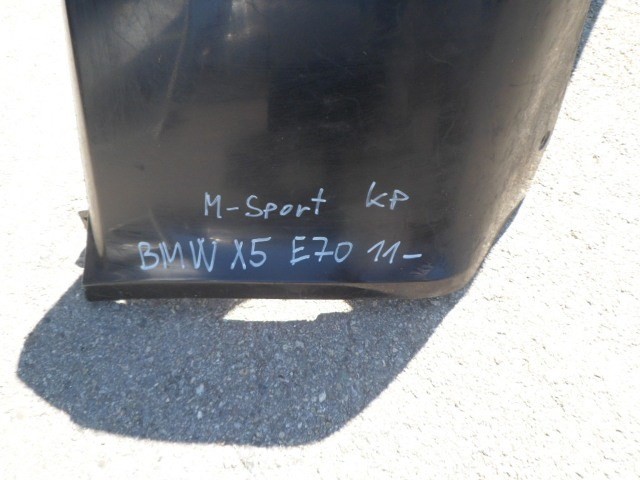 M-Sport KP
BMW X5 E70 11-